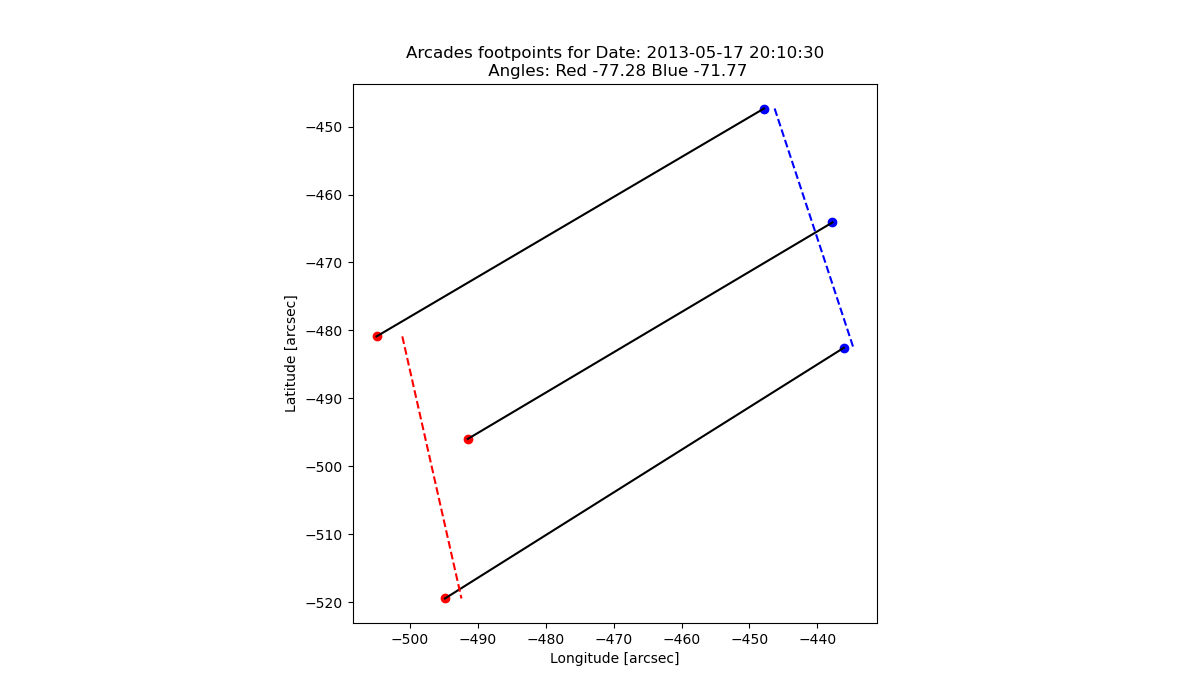 Arcades footpoints for Date: 2013-05-17 20:10:30
Angles: Red -77.28 Blue -71.77
Latitude [arcsec]
−450
−460
−470
−480
−490
−500
−510
−520
−500 −490 −480 −470 −460 −450 −440
Longitude [arcsec]